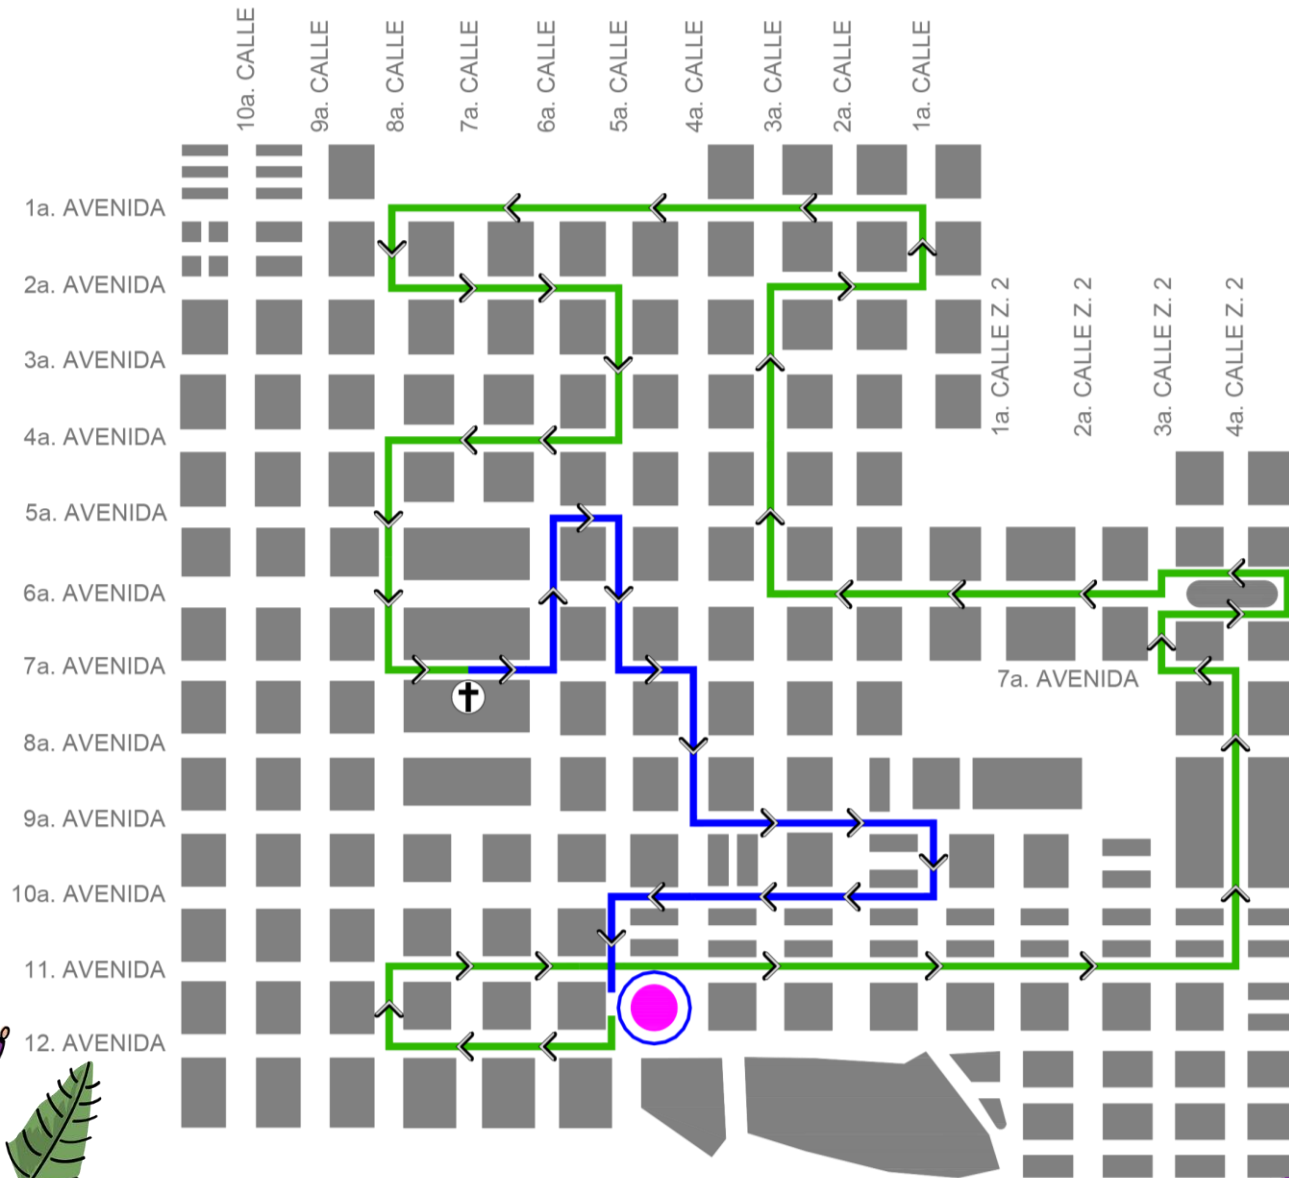 10a. CALLE
9a. CALLE
8a. CALLE
7a. CALLE
6a. CALLE
5a. CALLE
4a. CALLE
3a. CALLE
2a. CALLE
1a. CALLE
1a. AVENIDA
2a. AVENIDA
3a. AVENIDA
4a. AVENIDA
5a. AVENIDA
6a. AVENIDA
7a. AVENIDA
8a. AVENIDA
9a. AVENIDA
10a. AVENIDA
11. AVENIDA
12. AVENIDA
1a. CALLE Z. 2
2a. CALLE Z. 2
3a. CALLE Z. 2
4a. CALLE Z. 2
7a. AVENIDA